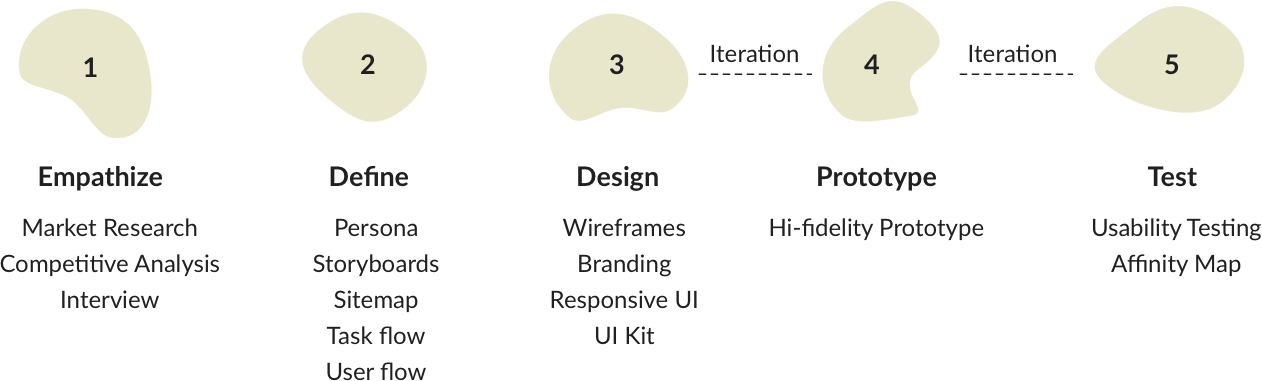 1
2
3
Iteration
4
Iteration
5
Empathize
Market Research
Competitive Analysis
Interview
Define
Persona
Storyboards
Sitemap
Task flow
User flow
Design
Wireframes
Branding
Responsive UI
UI Kit
Prototype
Hi-fidelity Prototype
Test
Usability Testing
Affinity Map